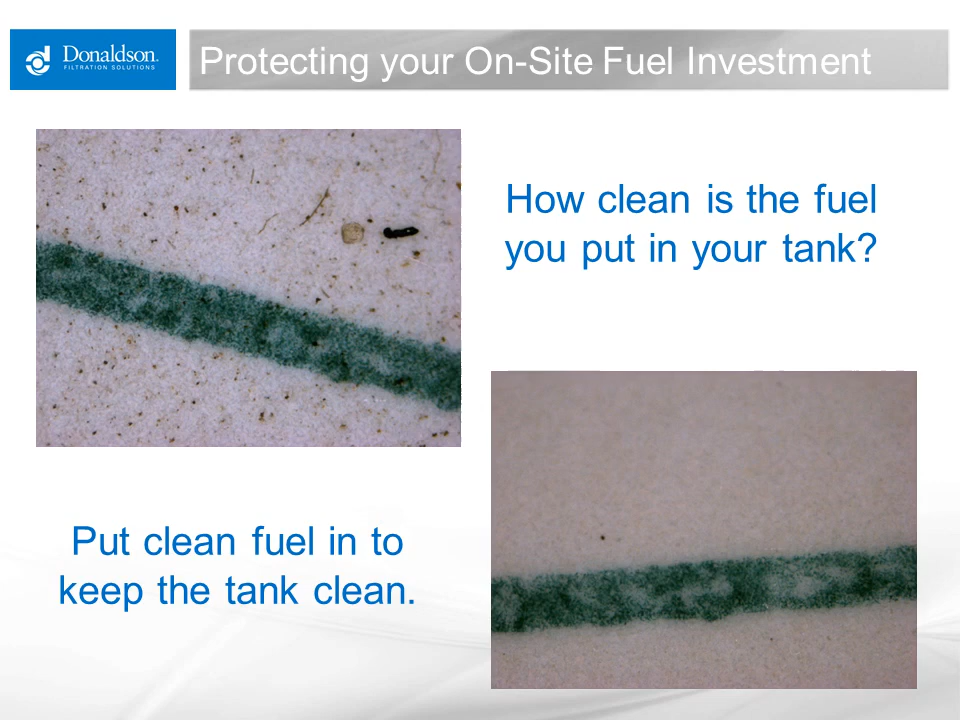 Donaldson.
FILTRATION SOLUTIONS
Protecting your On-Site Fuel Investment
How clean is the fuel
you put in your tank?
Put clean fuel in to
keep the tank clean.